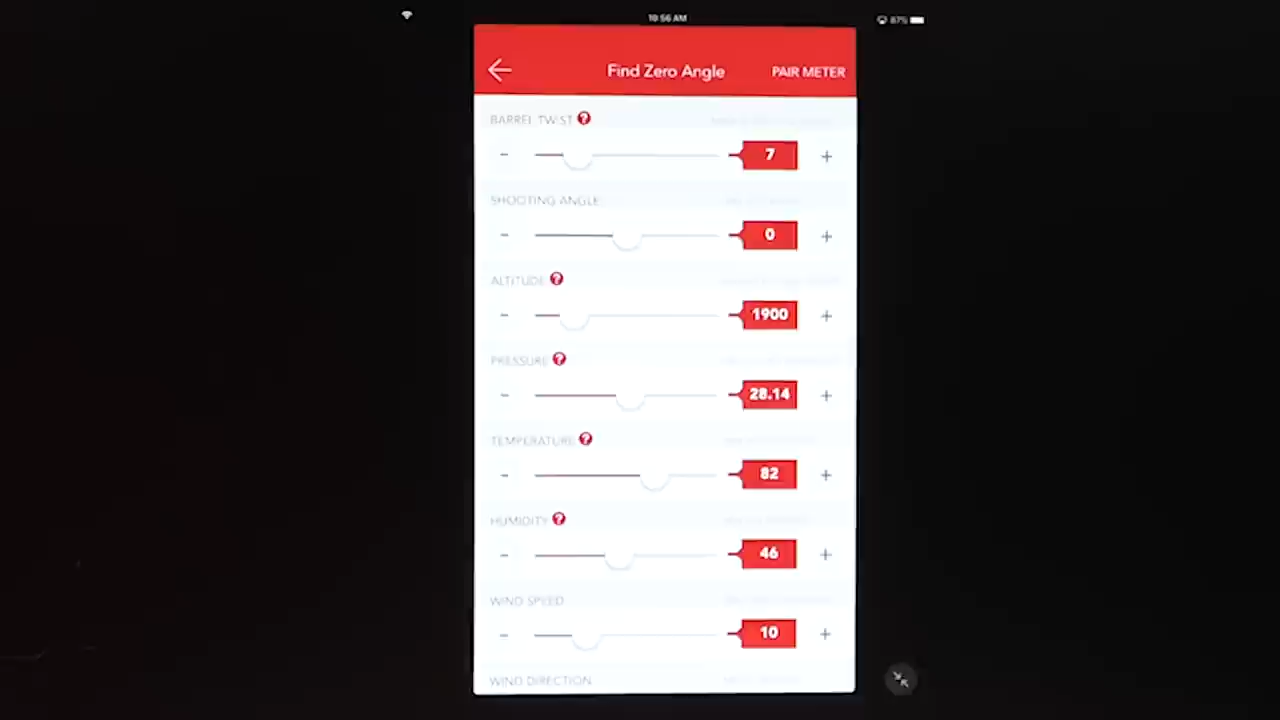 10:56 AM
87%
Find Zero Angle PAIR METER
BARREL TWIST ?
- 7 +
SHOOTING ANGLE
- 0 +
ALTITUDE ?
- 1900 +
PRESSURE ?
- 28.14 +
TEMPERATURE ?
- 82 +
HUMIDITY ?
- 46 +
WIND SPEED
- 10 +
WIND DIRECTION